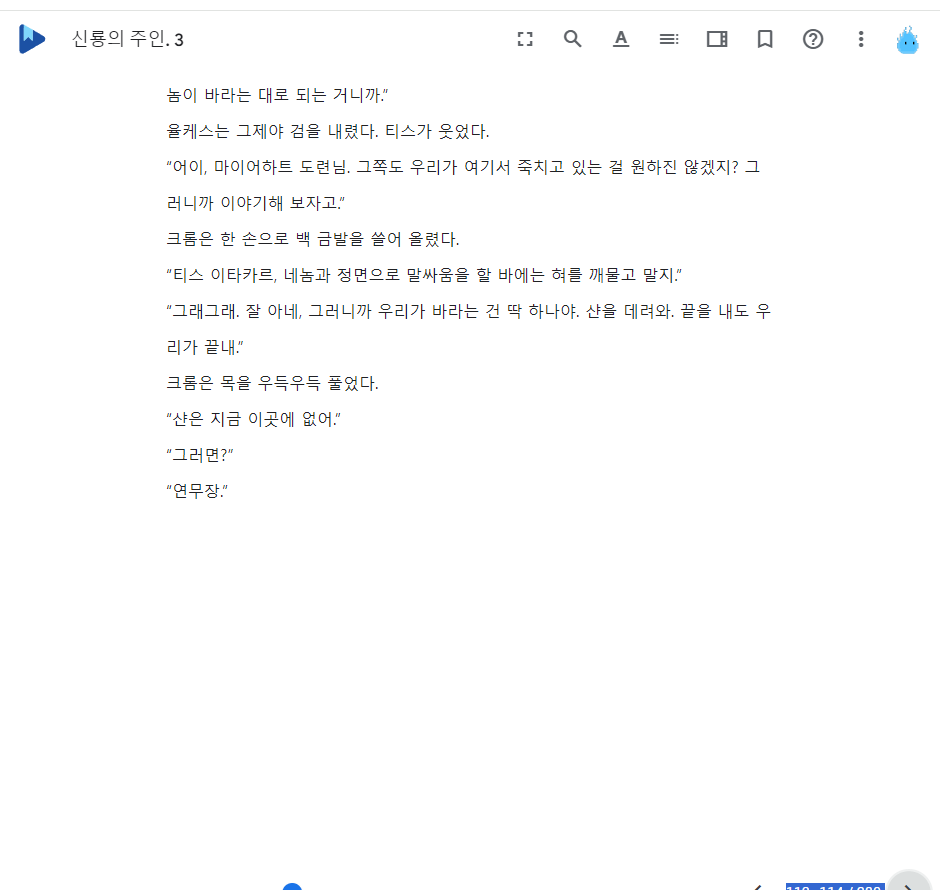 신룡의 주인. 3
놈이 바라는 대로 되는 거니까.”
율케스는 그제야 검을 내렸다. 티스가 웃었다.
“어이, 마이어하트 도련님. 그쪽도 우리가 여기서 죽치고 있는 걸 원하진 않겠지? 그
러니까 이야기해 보자고.”
크롬은 한 손으로 백 금발을 쓸어 올렸다.
“티스 이타카르, 네놈과 정면으로 말싸움을 할 바에는 혀를 깨물고 말지.”
“그래그래. 잘 아네, 그러니까 우리가 바라는 건 딱 하나야. 샨을 데려와. 끝을 내도 우
리가 끝내.”
크롬은 목을 우득우득 풀었다.
“샨은 지금 이곳에 없어.”
“그러면?”
“연무장.”